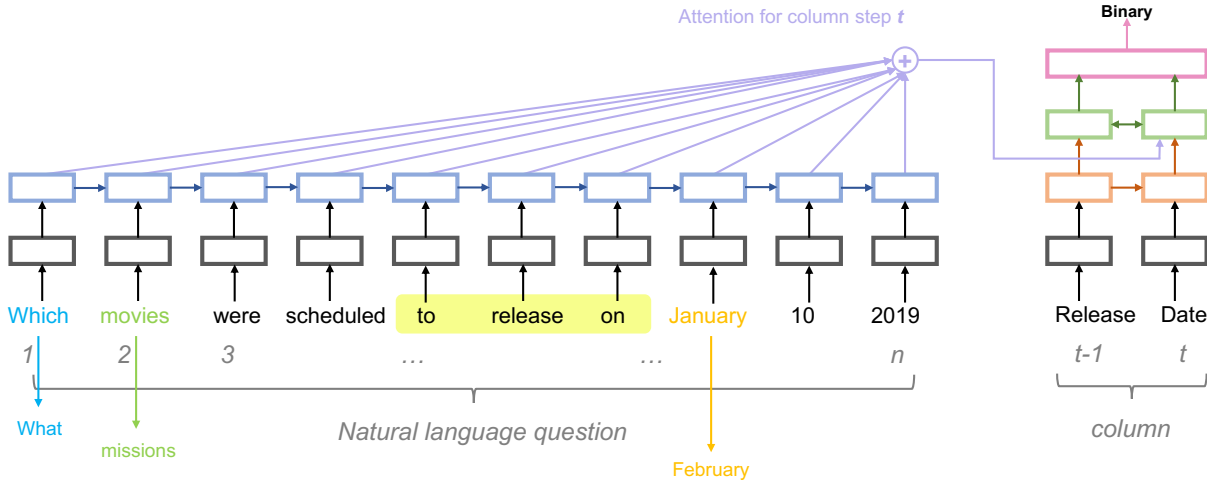 Attention for column step t
Binary
+
Which movies were scheduled to release on January 10 2019
Release Date
1 2 3 ... ... n
t-1 t
What
missions
Natural language question
column
February